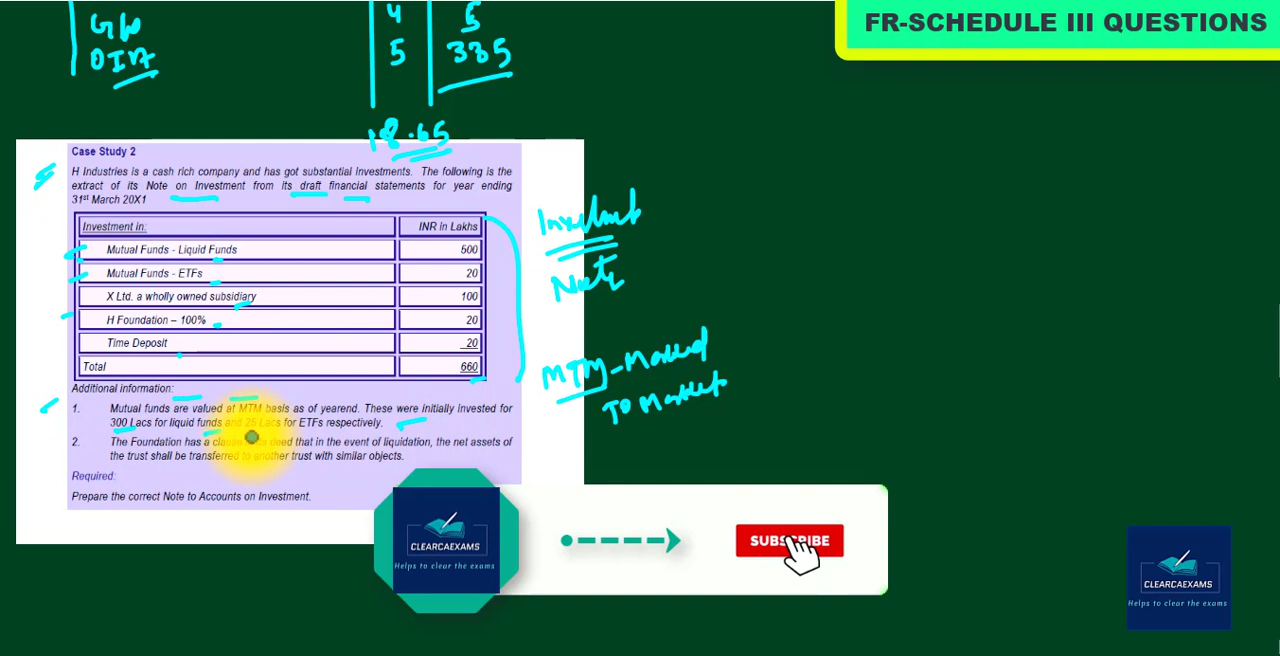 FR-SCHEDULE III QUESTIONS
4 5
5 335
18.65
Case Study 2
H Industries is a cash rich company and has got substantial Investments. The following is the
extract of its Note on Investment from its draft financial statements for year ending
31st March 20X1
Investment in: INR in Lakhs
Mutual Funds - Liquid Funds 500
Mutual Funds - ETFs 20
X Ltd. a wholly owned subsidiary 100
H Foundation – 100% 20
Time Deposit 20
Total 660
Investment
Note
MTM - Marked
To Market
Additional information:
1. Mutual funds are valued at MTM basis as of yearend. These were initially invested for
300 Lacs for liquid funds and 25 Lacs for ETFs respectively.
2. The Foundation has a clause deed that in the event of liquidation, the net assets of
the trust shall be transferred to another trust with similar objects.
Required:
Prepare the correct Note to Accounts on Investment.
CLEARCAEXAMS
Helps to clear the exams
SUBSCRIBE
CLEARCAEXAMS
Helps to clear the exams